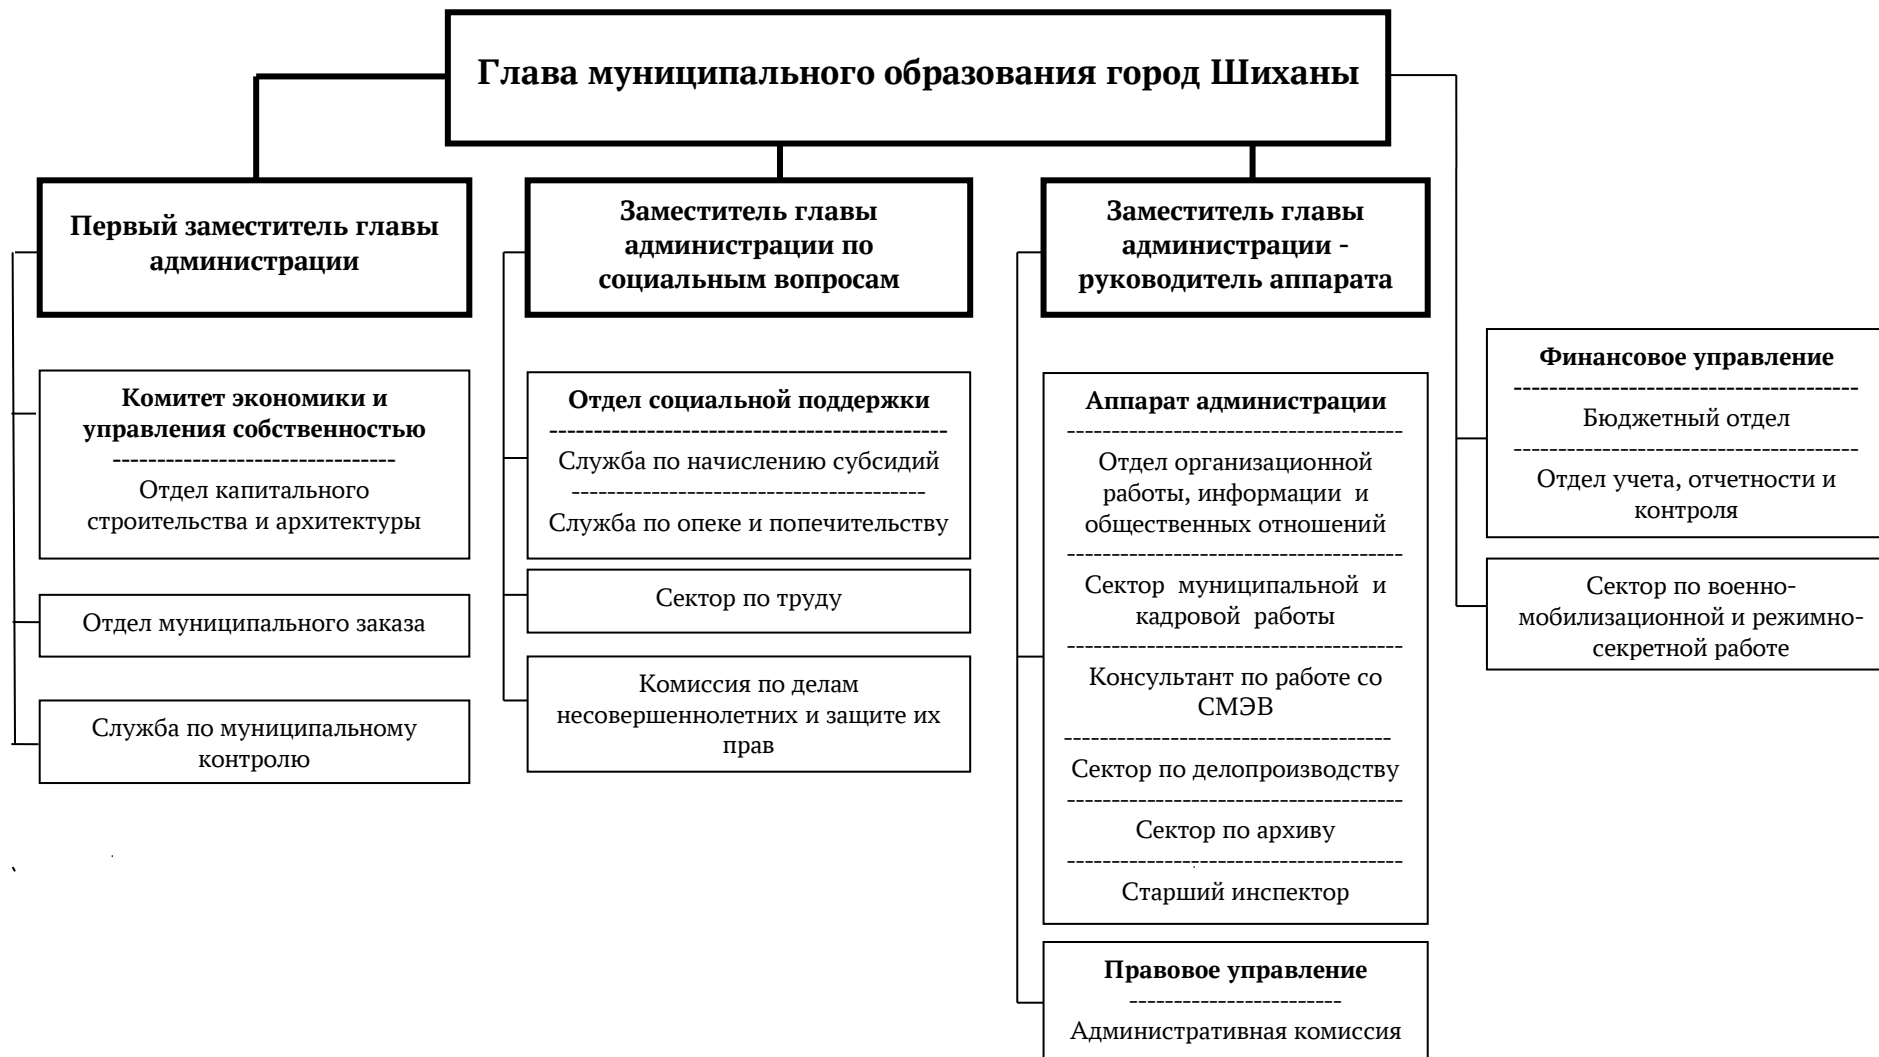 Глава муниципального образования город Шиханы
Первый заместитель главы
администрации
Заместитель главы
администрации по
социальным вопросам
Заместитель главы
администрации -
руководитель аппарата
Комитет экономики и
управления собственностью
--------------------------------
Отдел капитального
строительства и архитектуры
Отдел муниципального заказа
Служба по муниципальному
контролю
Отдел социальной поддержки
---------------------------------------------
Служба по начислению субсидий
----------------------------------------
Служба по опеке и попечительству
Сектор по труду
Комиссия по делам
несовершеннолетних и защите их
прав
Аппарат администрации
--------------------------------------
Отдел организационной
работы, информации и
общественных отношений
--------------------------------------
Сектор муниципальной и
кадровой работы
--------------------------------------
Консультант по работе со
СМЭВ
-------------------------------------
Сектор по делопроизводству
--------------------------------------
Сектор по архиву
--------------------------------------
Старший инспектор
Правовое управление
------------------------
Административная комиссия
Финансовое управление
---------------------------------------
Бюджетный отдел
---------------------------------------
Отдел учета, отчетности и
контроля
Сектор по военно-
мобилизационной и режимно-
секретной работе